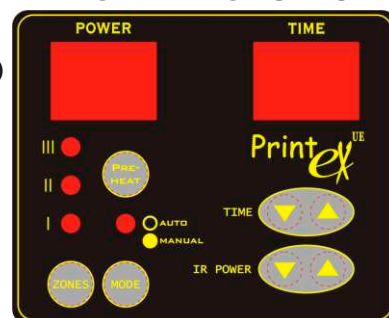 POWER TIME
Printex UE
III
PRE-
HEAT
II
TIME
I
AUTO
MANUAL
IR POWER
ZONES MODE